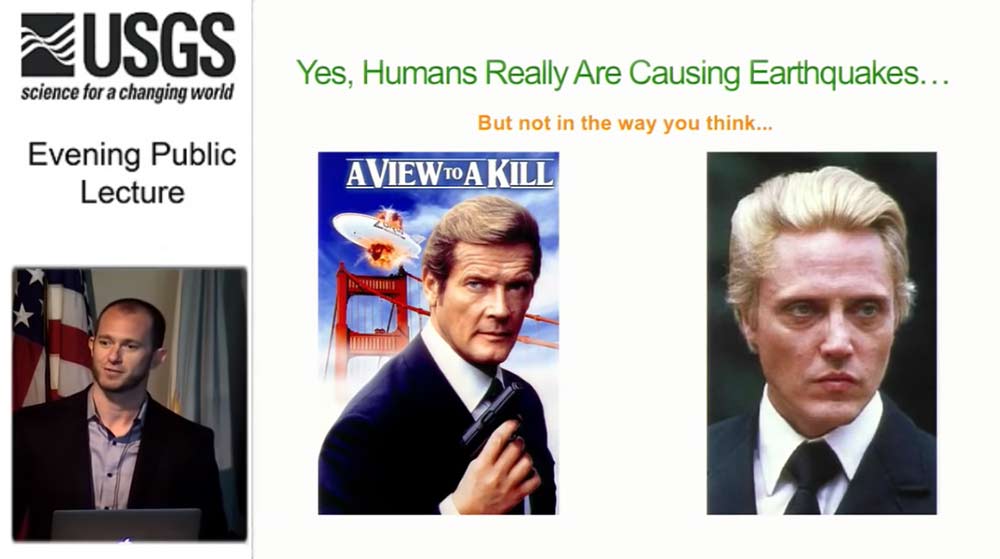 USGS
science for a changing world
Evening Public
Lecture
Yes, Humans Really Are Causing Earthquakes…
But not in the way you think...
A VIEW TO A KILL